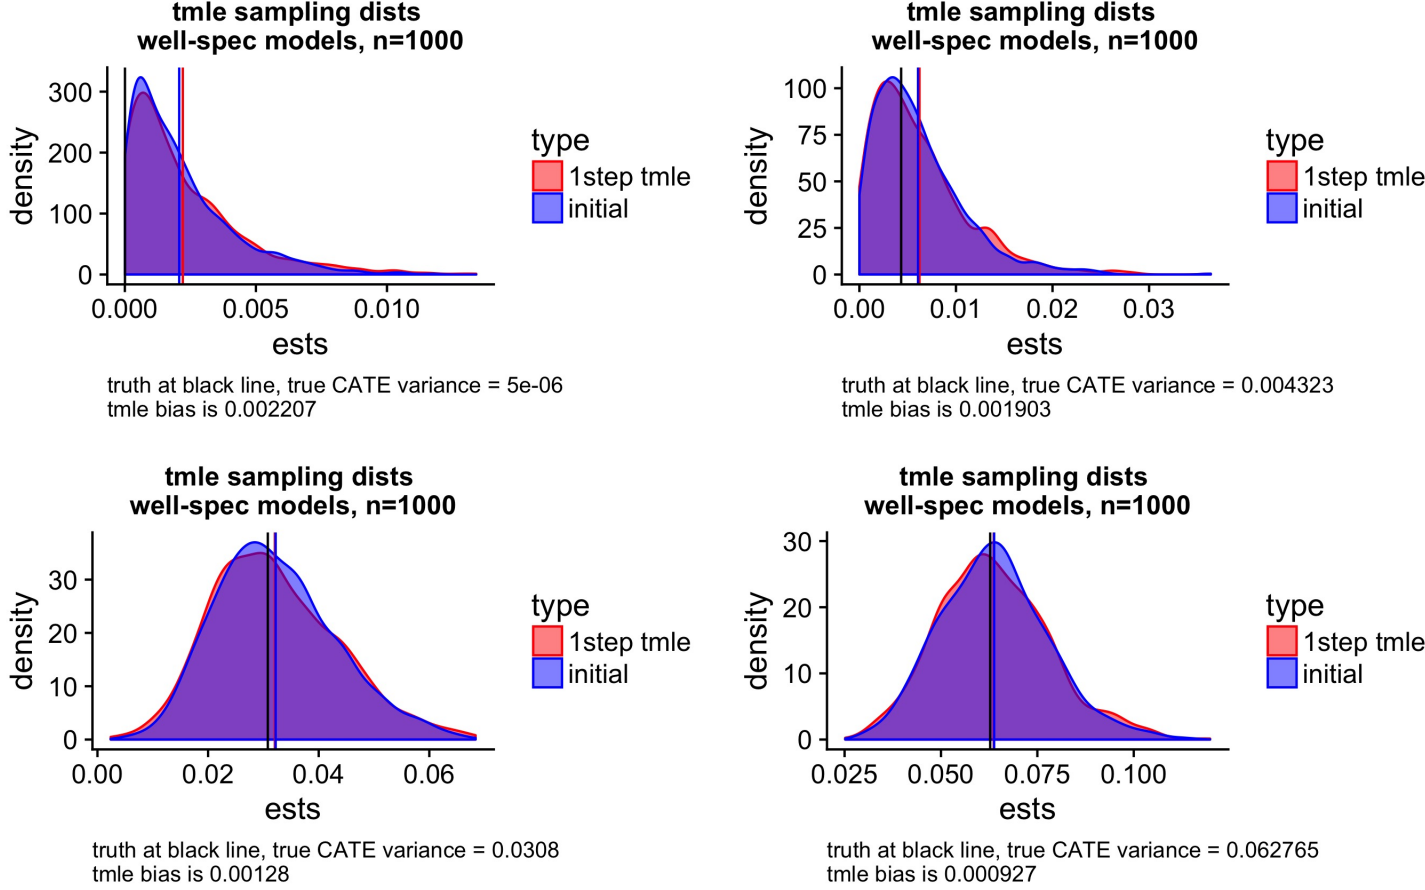 tmle sampling dists
well-spec models, n=1000
density
300
200
100
0
0.000 0.005 0.010
ests
type
1step tmle
initial
truth at black line, true CATE variance = 5e-06
tmle bias is 0.002207
tmle sampling dists
well-spec models, n=1000
density
100
75
50
25
0
0.00 0.01 0.02 0.03
ests
type
1step tmle
initial
truth at black line, true CATE variance = 0.004323
tmle bias is 0.001903
tmle sampling dists
well-spec models, n=1000
density
30
20
10
0
0.00 0.02 0.04 0.06
ests
type
1step tmle
initial
truth at black line, true CATE variance = 0.0308
tmle bias is 0.00128
tmle sampling dists
well-spec models, n=1000
density
30
20
10
0
0.025 0.050 0.075 0.100
ests
type
1step tmle
initial
truth at black line, true CATE variance = 0.062765
tmle bias is 0.000927